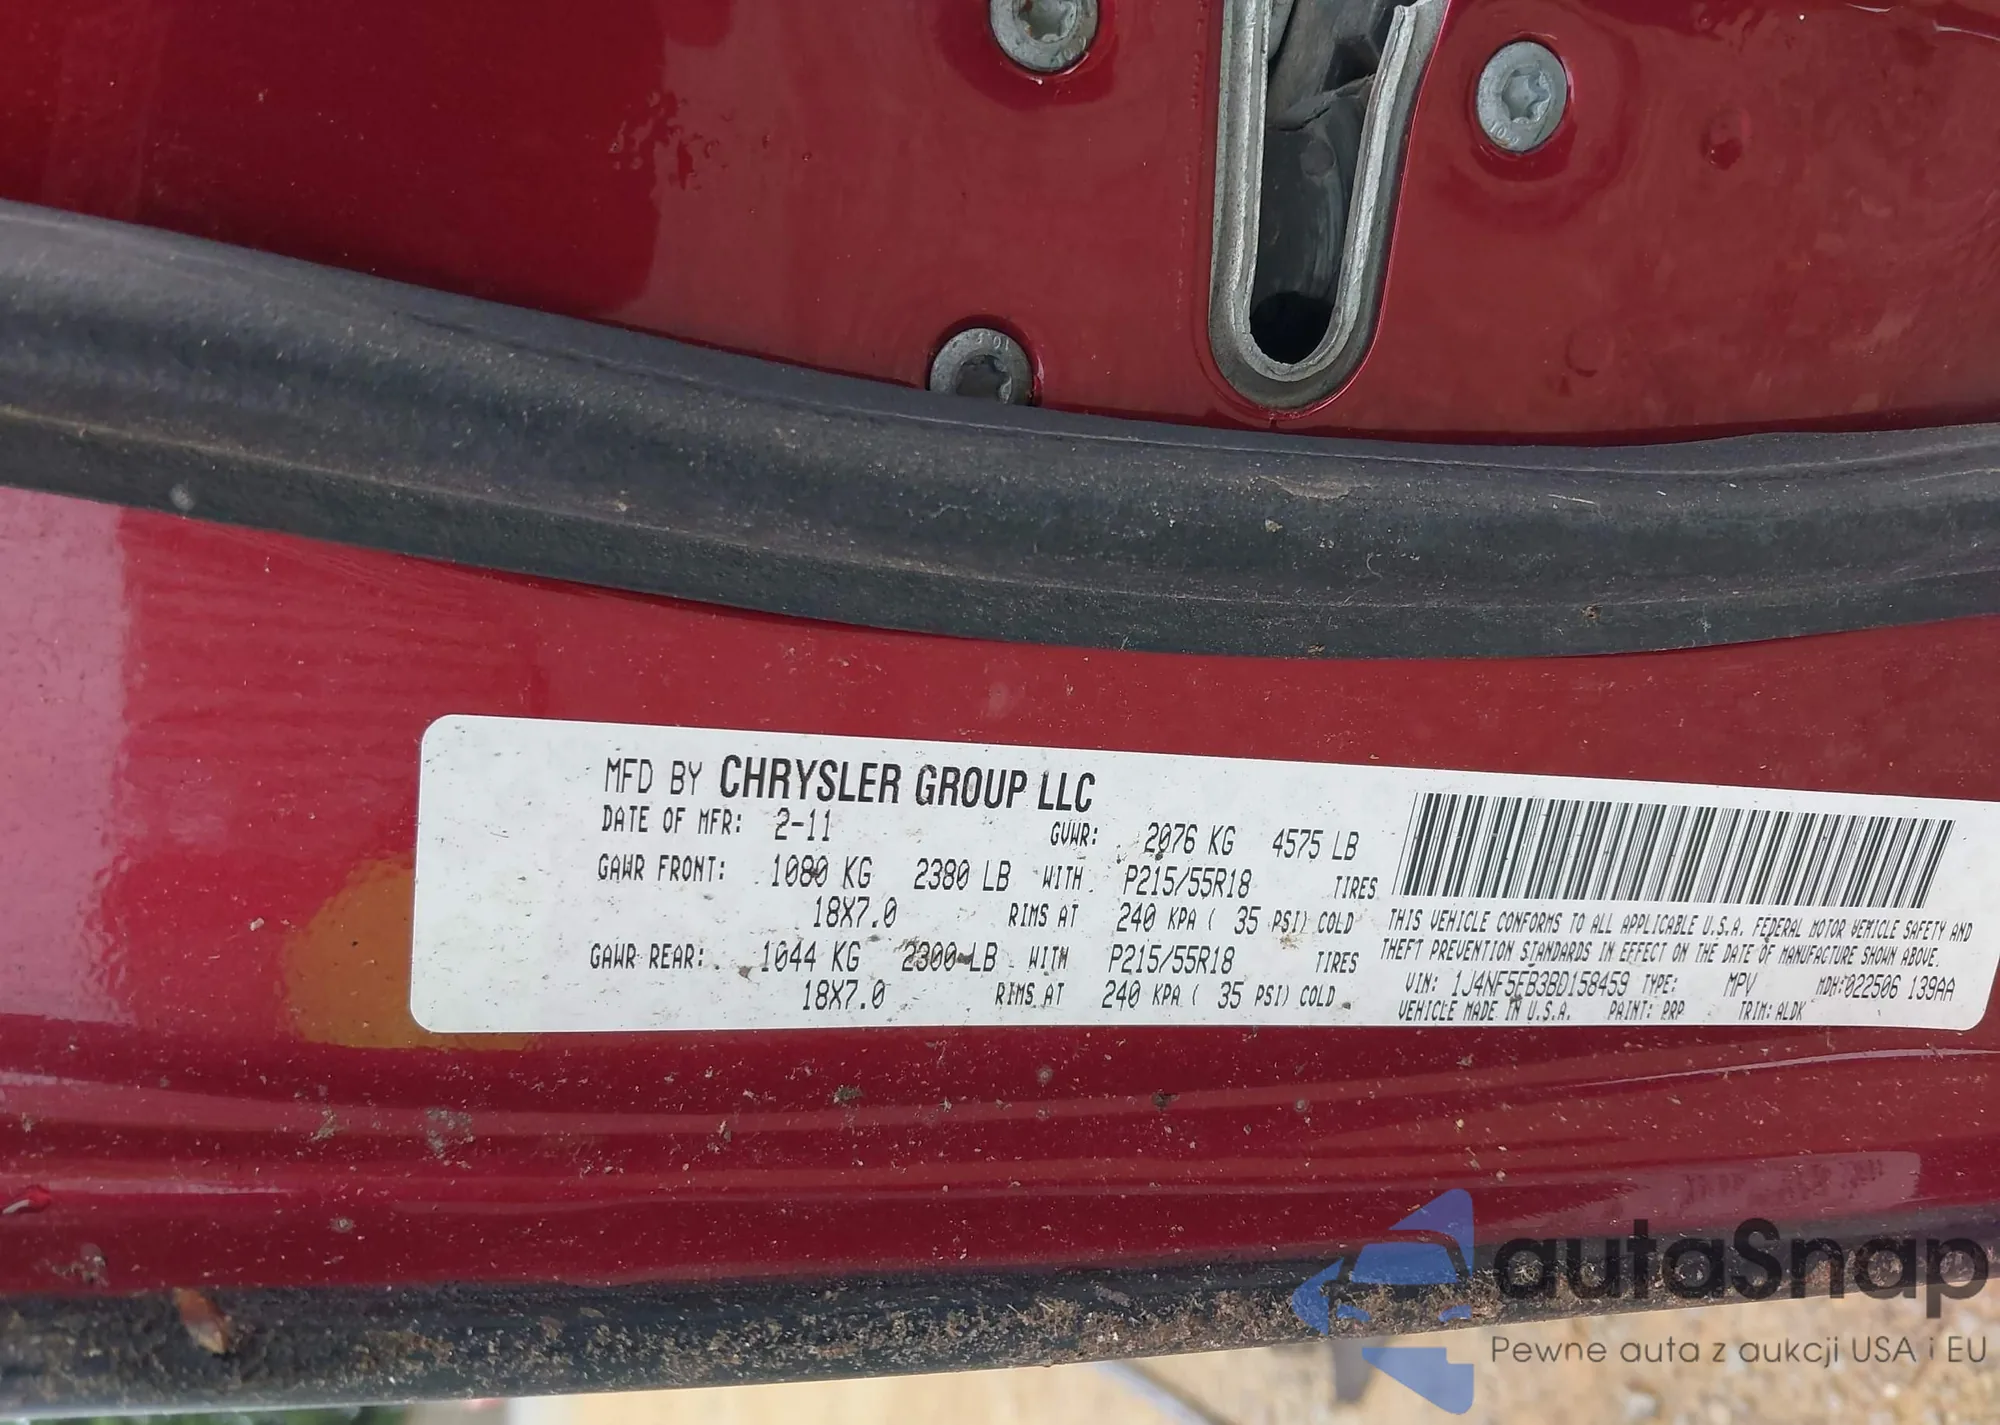 MFD BY CHRYSLER GROUP LLC
DATE OF MFR: 2-11 GVWR: 2076 KG 4575 LB
GAWR FRONT: 1080 KG 2380 LB WITH P215/55R18 TIRES
18X7.0 RIMS AT 240 KPA ( 35 PSI) COLD
GAWR REAR: 1044 KG 2300 LB WITH P215/55R18 TIRES
18X7.0 RIMS AT 240 KPA ( 35 PSI) COLD
THIS VEHICLE CONFORMS TO ALL APPLICABLE U.S.A. FEDERAL MOTOR VEHICLE SAFETY AND
THEFT PREVENTION STANDARDS IN EFFECT ON THE DATE OF MANUFACTURE SHOWN ABOVE.
VIN: 1J4NF5FB3BD158459 TYPE: MPV MDH:022506 139AA
VEHICLE MADE IN U.S.A. PAINT: PRP TRIM: ALDK
autaSnap
Pewne auta z aukcji USA i EU